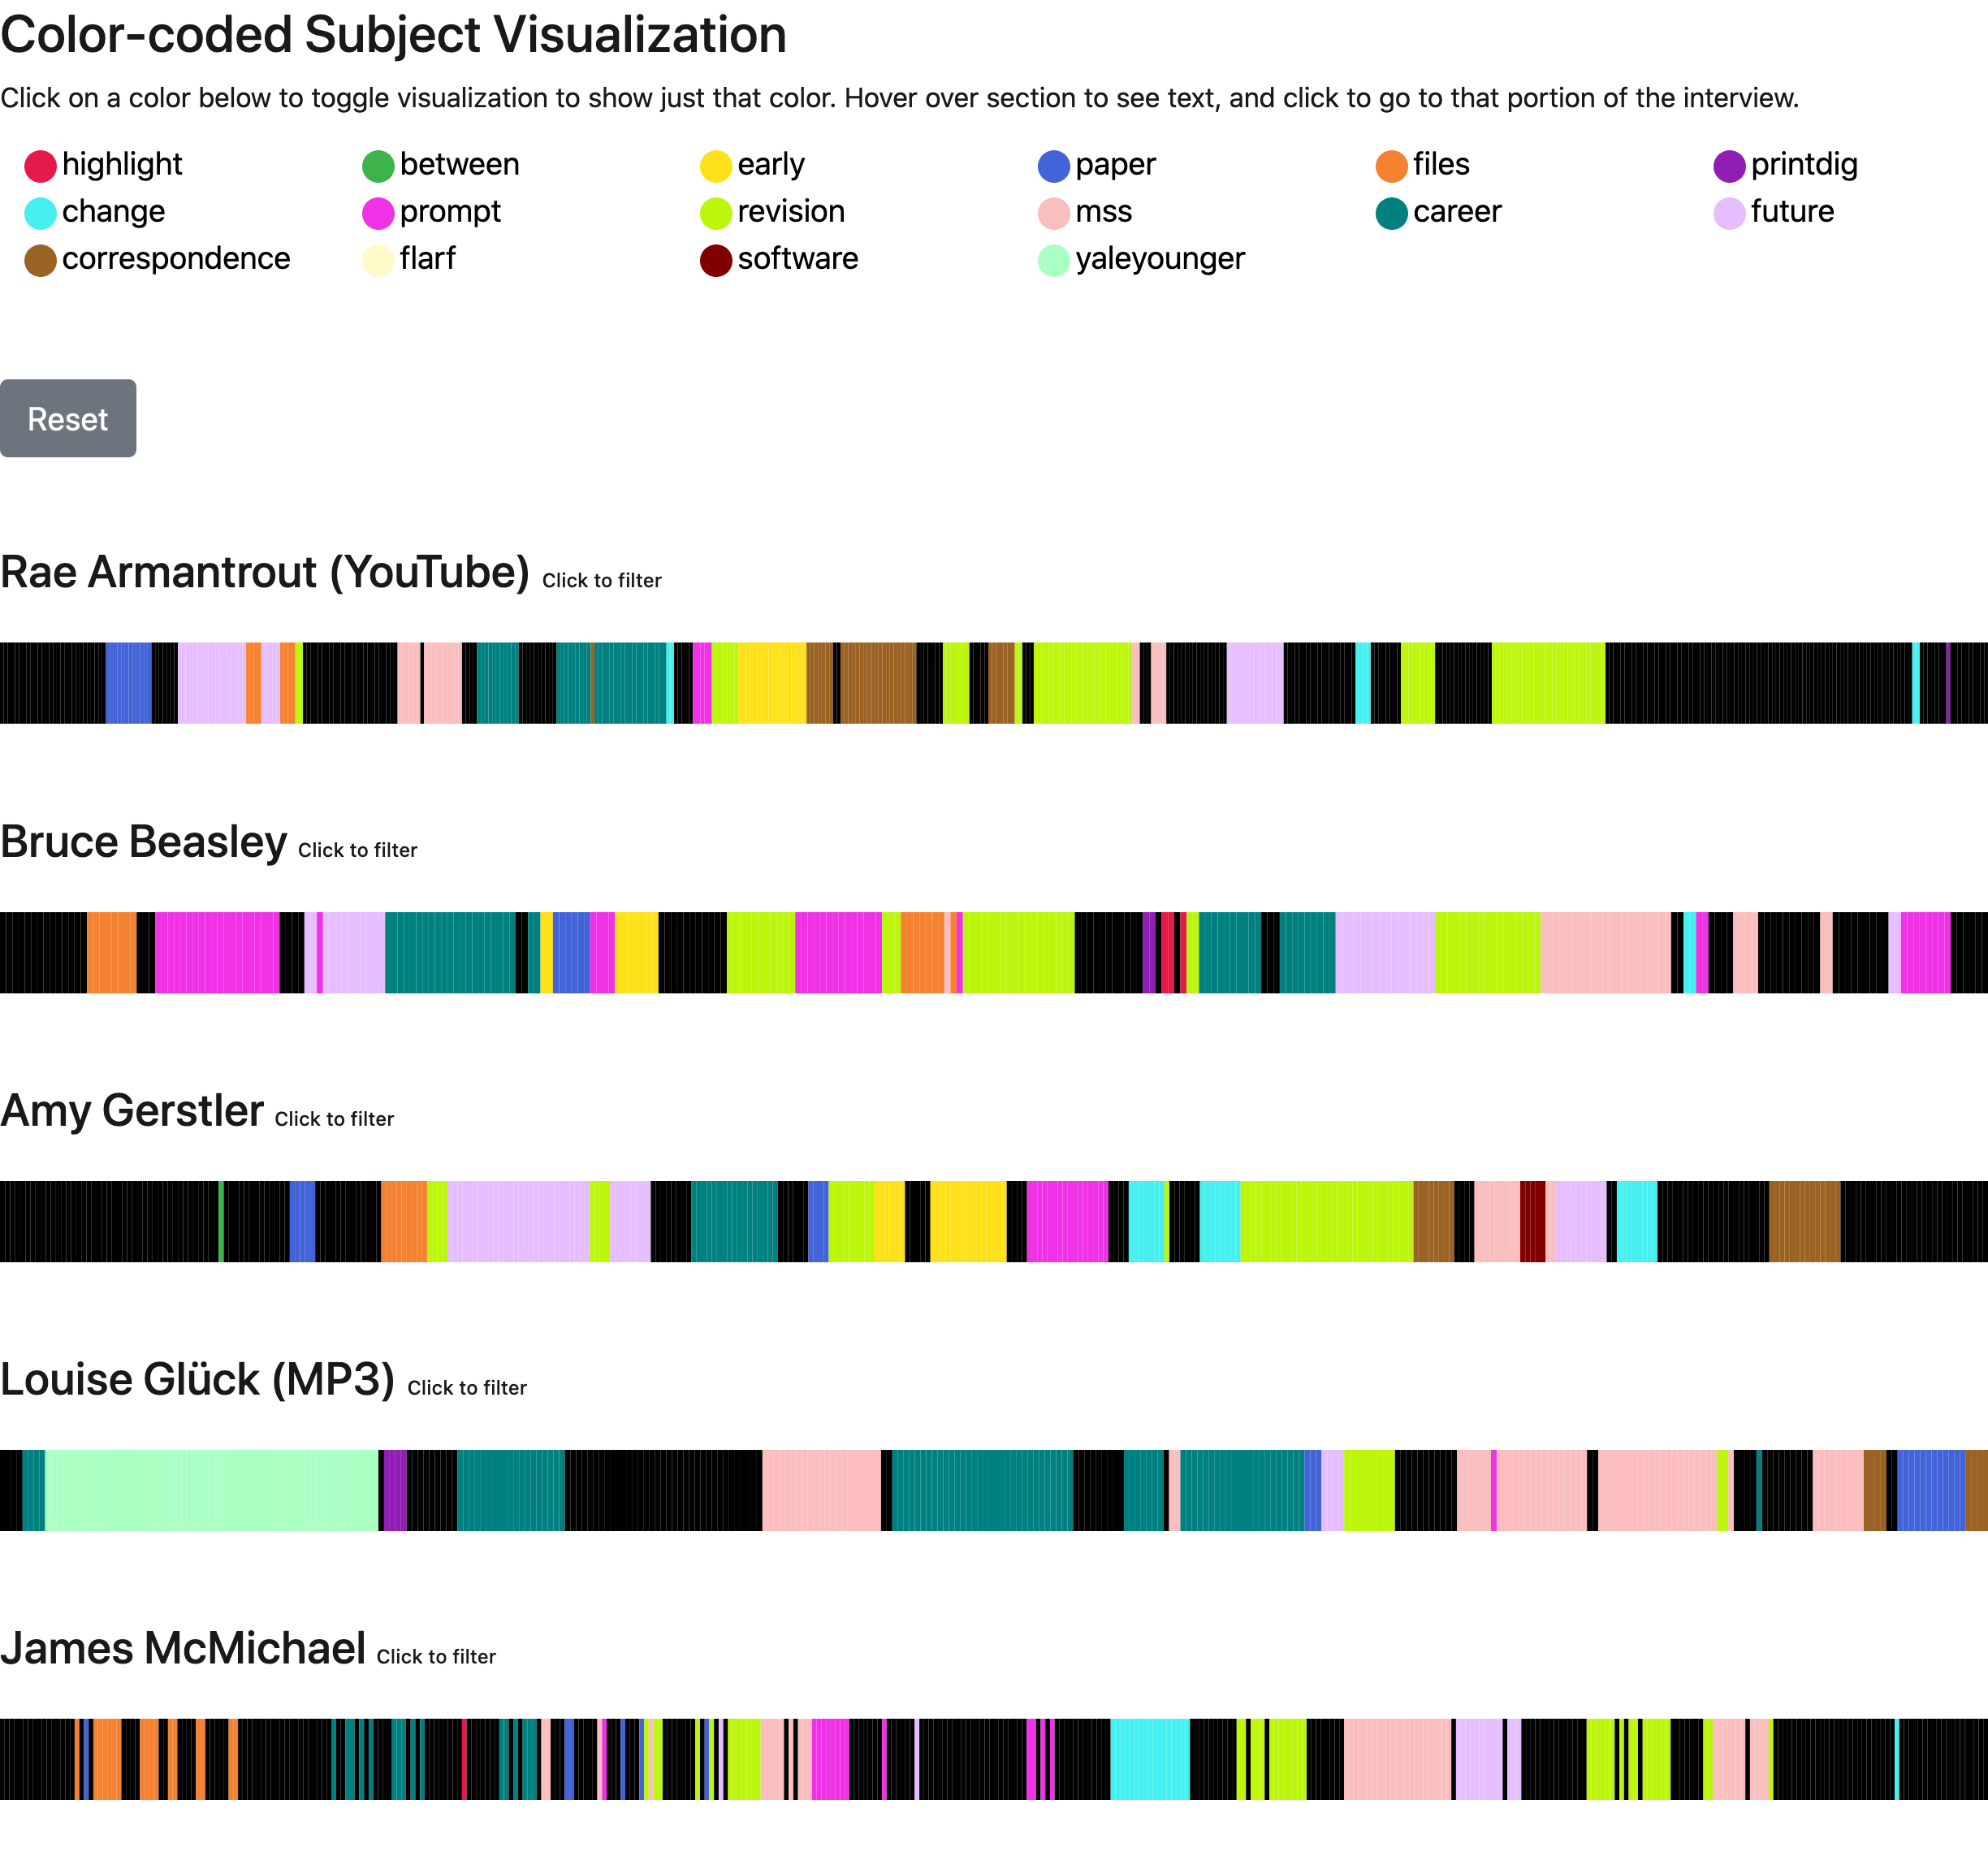 Color-coded Subject Visualization
Click on a color below to toggle visualization to show just that color. Hover over section to see text, and click to go to that portion of the interview.
highlight between early paper files printdig
change prompt revision mss career future
correspondence flarf software yaleyounger
Reset
Rae Armantrout (YouTube) Click to filter
Bruce Beasley Click to filter
Amy Gerstler Click to filter
Louise Glück (MP3) Click to filter
James McMichael Click to filter